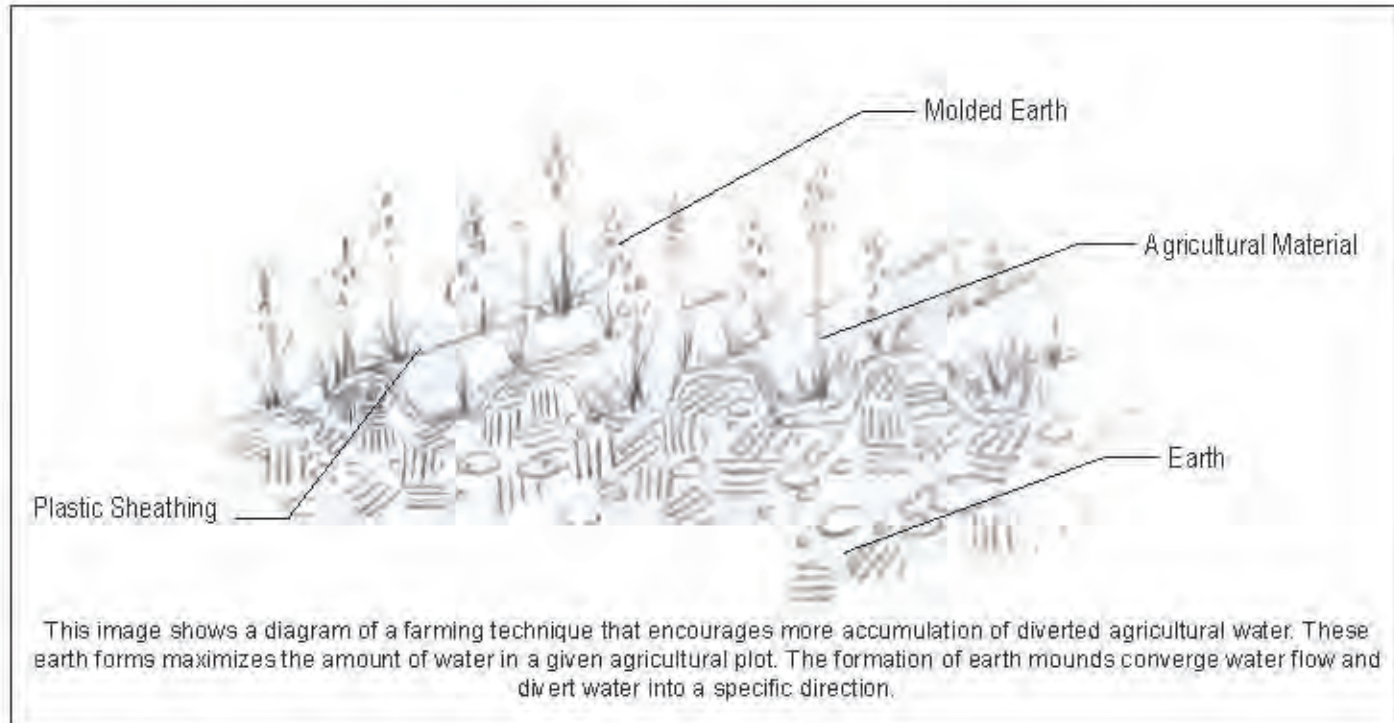 Molded Earth
Agricultural Material
Earth
Plastic Sheathing
This image shows a diagram of a farming technique that encourages more accumulation of diverted agricultural water. These
earth forms maximizes the amount of water in a given agricultural plot. The formation of earth mounds converge water flow and
divert water into a specific direction.